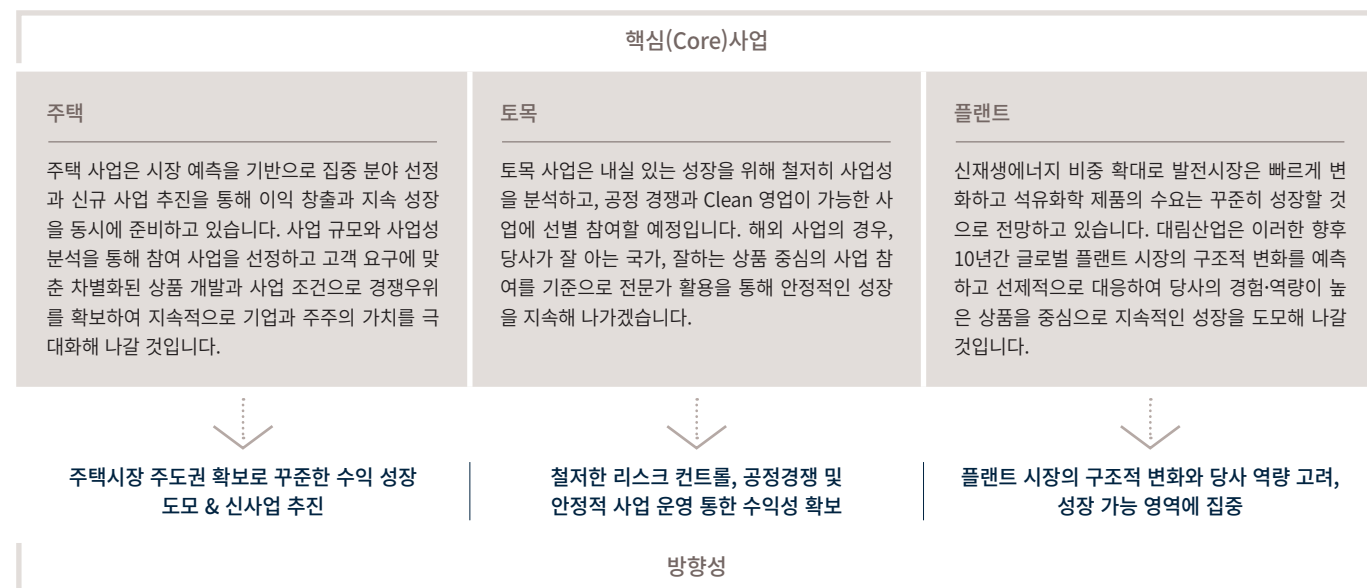 핵심(Core)사업
주택
주택 사업은 시장 예측을 기반으로 집중 분야 선정
과 신규 사업 추진을 통해 이익 창출과 지속 성장
을 동시에 준비하고 있습니다. 사업 규모와 사업성
분석을 통해 참여 사업을 선정하고 고객 요구에 맞
춘 차별화된 상품 개발과 사업 조건으로 경쟁우위
를 확보하여 지속적으로 기업과 주주의 가치를 극
대화해 나갈 것입니다.
토목
토목 사업은 내실 있는 성장을 위해 철저히 사업성
을 분석하고, 공정 경쟁과 Clean 영업이 가능한 사
업에 선별 참여할 예정입니다. 해외 사업의 경우,
당사가 잘 아는 국가, 잘하는 상품 중심의 사업 참
여를 기준으로 전문가 활용을 통해 안정적인 성장
을 지속해 나가겠습니다.
플랜트
신재생에너지 비중 확대로 발전시장은 빠르게 변
화하고 석유화학 제품의 수요는 꾸준히 성장할 것
으로 전망하고 있습니다. 대림산업은 이러한 향후
10년간 글로벌 플랜트 시장의 구조적 변화를 예측
하고 선제적으로 대응하여 당사의 경험·역량이 높
은 상품을 중심으로 지속적인 성장을 도모해 나갈
것입니다.
주택시장 주도권 확보로 꾸준한 수익 성장
도모 & 신사업 추진
철저한 리스크 컨트롤, 공정경쟁 및
안정적 사업 운영 통한 수익성 확보
플랜트 시장의 구조적 변화와 당사 역량 고려,
성장 가능 영역에 집중
방향성